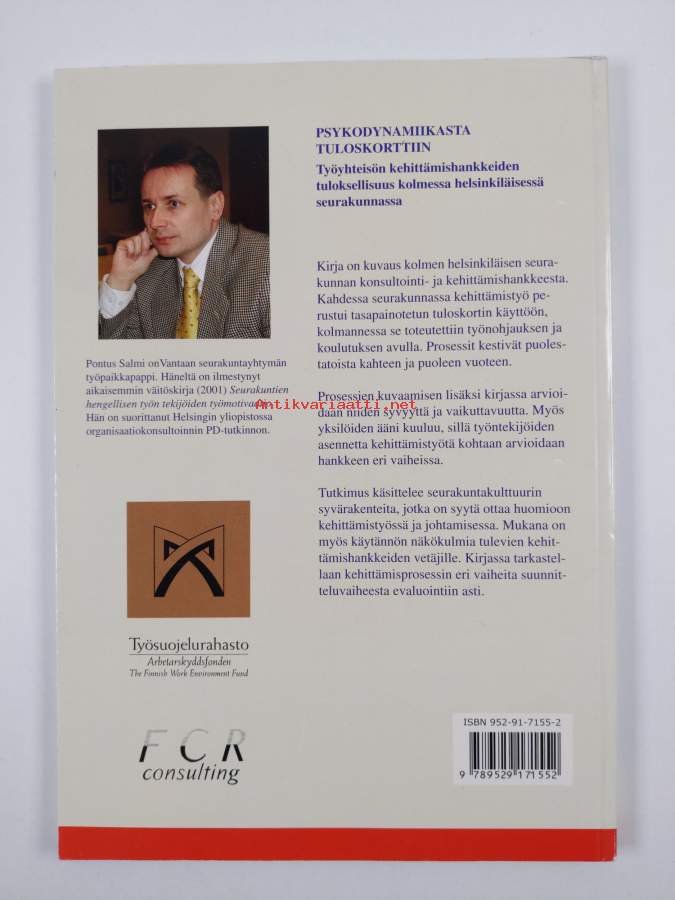 PSYKODYNAMIIKASTA
TULOSKORTTIIN
Työyhteisön kehittämishankkeiden
tuloksellisuus kolmessa helsinkiläisessä
seurakunnassa
Kirja on kuvaus kolmen helsinkiläisen seura-
kunnan konsultointi- ja kehittämishankkeesta.
Kahdessa seurakunnassa kehittämistyö pe-
rustui tasapainotetun tuloskortin käyttöön,
kolmannessa se toteutettiin työnohjauksen ja
koulutuksen avulla. Prosessit kestivät puoles-
tatoista kahteen ja puoleen vuoteen.
Prosessien kuvaamisen lisäksi kirjassa arvioi-
daan niiden syvyyttä ja vaikuttavuutta. Myös
yksilöiden ääni kuuluu, sillä työntekijöiden
asennetta kehittämistyötä kohtaan arvioidaan
hankkeen eri vaiheissa.
Tutkimus käsittelee seurakuntakulttuurin
syvärakenteita, jotka on syytä ottaa huomioon
kehittämistyössä ja johtamisessa. Mukana on
myös käytännön näkökulmia tulevien kehit-
tämishankkeiden vetäjille. Kirjassa tarkastel-
laan kehittämisprosessin eri vaiheita suunnit-
teluvaiheesta evaluointiin asti.
Pontus Salmi onVantaan seurakuntayhtymän
työpaikkapappi. Häneltä on ilmestynyt
aikaisemmin väitöskirja (2001) Seurakuntien
hengellisen työn tekijöiden
Hän on suorittanut Helsingin yliopistossa
organisaatiokonsultoinnin PD-tutkinnon.
Antikvariaatti.net
Työsuojelurahasto
Arbetarskyddsfonden
The Finnish Work Environment Fund
FCR
consulting
ISBN 952-91-7155-2
9 789529 171552